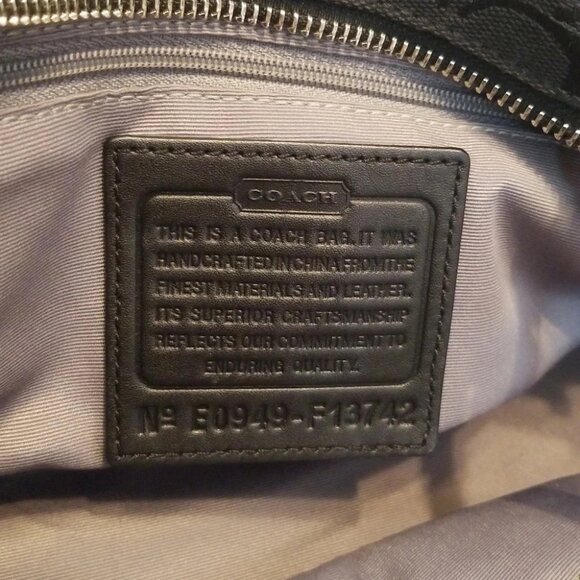 COACH
THIS IS A COACH BAG. IT WAS
HANDCRAFTED IN CHINA FROM THE
FINEST MATERIALS AND LEATHER.
ITS SUPERIOR CRAFTSMANSHIP
REFLECTS OUR COMMITMENT TO
ENDURING QUALITY.
Nº E0949-F13742